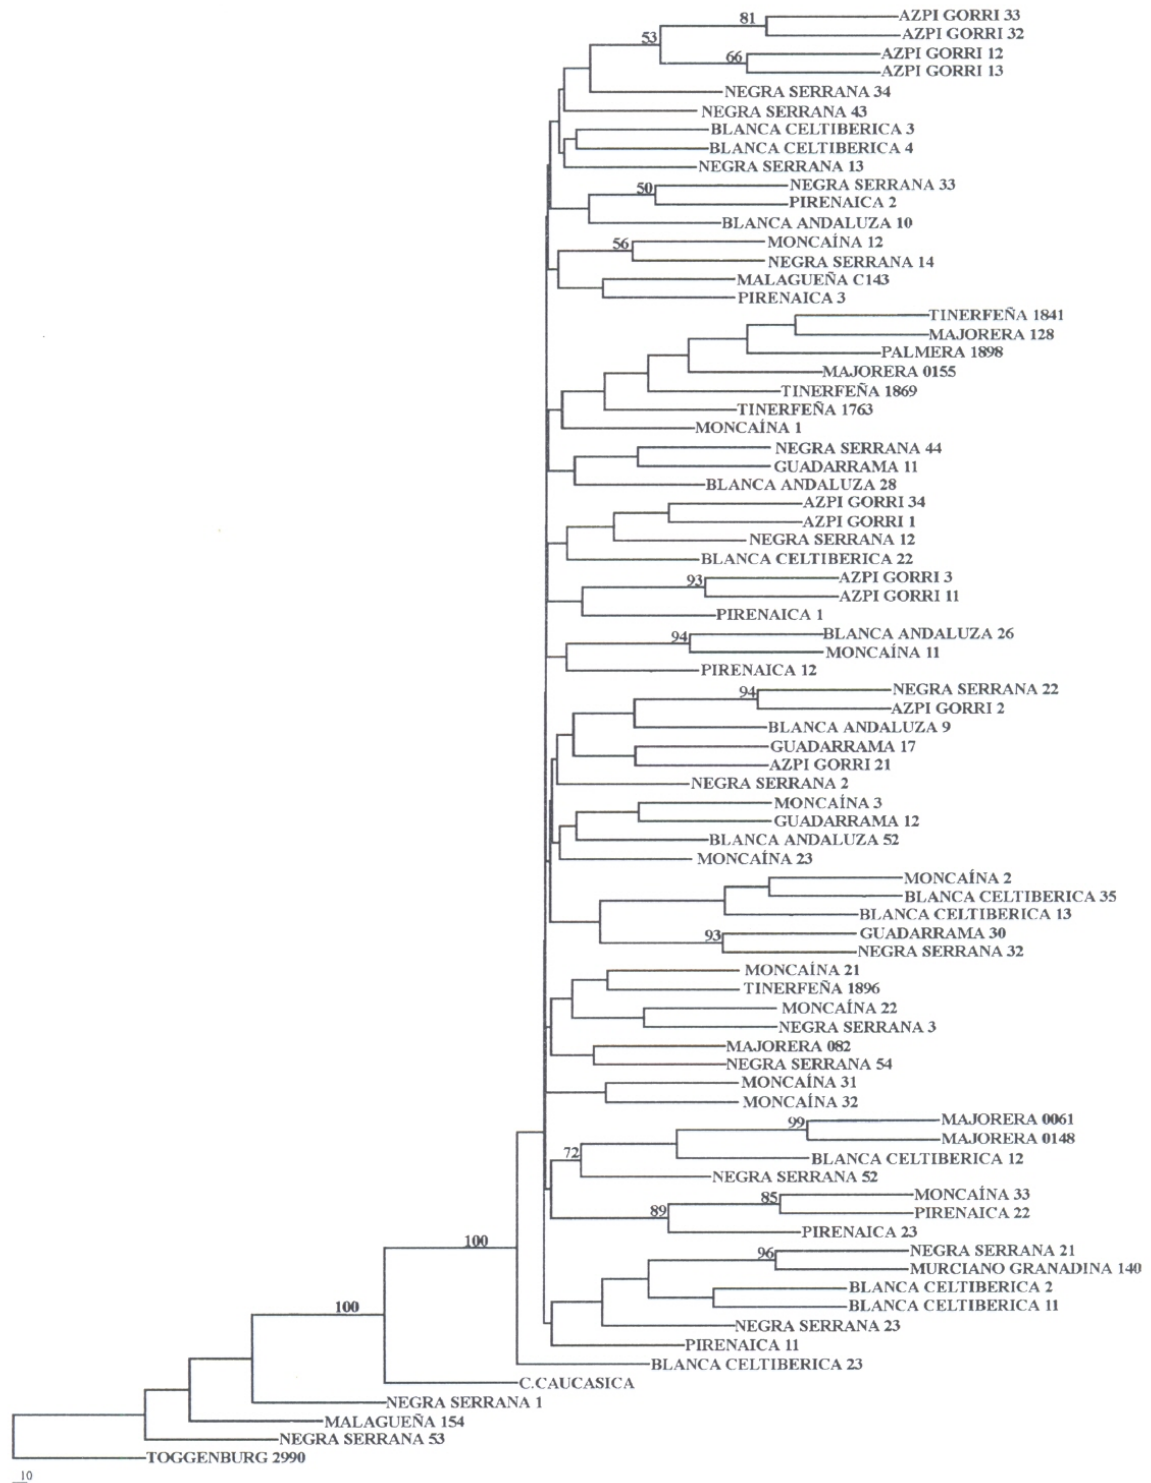 81 AZPI GORRI 33
AZPI GORRI 32
53
66 AZPI GORRI 12
AZPI GORRI 13
NEGRA SERRANA 34
NEGRA SERRANA 43
BLANCA CELTIBERICA 3
BLANCA CELTIBERICA 4
NEGRA SERRANA 13
50 NEGRA SERRANA 33
PIRENAICA 2
BLANCA ANDALUZA 10
56 MONCAÍNA 12
NEGRA SERRANA 14
MALAGUEÑA C143
PIRENAICA 3
TINERFEÑA 1841
MAJORERA 128
PALMERA 1898
MAJORERA 0155
TINERFEÑA 1869
TINERFEÑA 1763
MONCAÍNA 1
NEGRA SERRANA 44
GUADARRAMA 11
BLANCA ANDALUZA 28
AZPI GORRI 34
AZPI GORRI 1
NEGRA SERRANA 12
BLANCA CELTIBERICA 22
93 AZPI GORRI 3
AZPI GORRI 11
PIRENAICA 1
94 BLANCA ANDALUZA 26
MONCAÍNA 11
PIRENAICA 12
94 NEGRA SERRANA 22
AZPI GORRI 2
BLANCA ANDALUZA 9
GUADARRAMA 17
AZPI GORRI 21
NEGRA SERRANA 2
MONCAÍNA 3
GUADARRAMA 12
BLANCA ANDALUZA 52
MONCAÍNA 23
MONCAÍNA 2
BLANCA CELTIBERICA 35
BLANCA CELTIBERICA 13
93 GUADARRAMA 30
NEGRA SERRANA 32
MONCAÍNA 21
TINERFEÑA 1896
MONCAÍNA 22
NEGRA SERRANA 3
MAJORERA 082
NEGRA SERRANA 54
MONCAÍNA 31
MONCAÍNA 32
99 MAJORERA 0061
MAJORERA 0148
72 BLANCA CELTIBERICA 12
NEGRA SERRANA 52
85 MONCAÍNA 33
89 PIRENAICA 22
PIRENAICA 23
100
96 NEGRA SERRANA 21
MURCIANO GRANADINA 140
BLANCA CELTIBERICA 2
BLANCA CELTIBERICA 11
100
NEGRA SERRANA 23
PIRENAICA 11
BLANCA CELTIBERICA 23
C.CAUCASICA
NEGRA SERRANA 1
MALAGUEÑA 154
NEGRA SERRANA 53
TOGGENBURG 2990
10